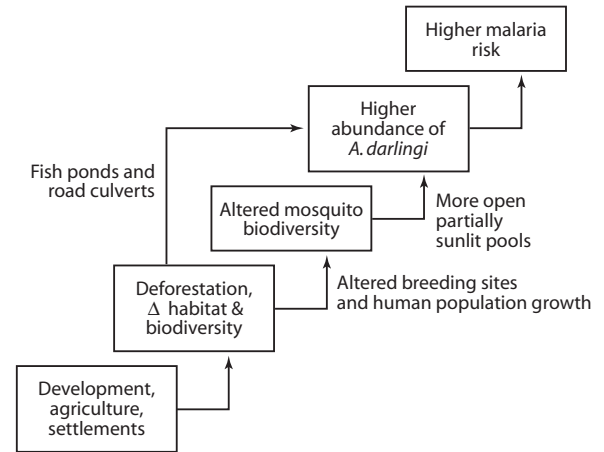 Higher malaria
risk
Higher
abundance of
A. darlingi
Fish ponds and
road culverts
Altered mosquito
biodiversity
More open
partially
sunlit pools
Deforestation,
Δ habitat &
biodiversity
Altered breeding sites
and human population growth
Development,
agriculture,
settlements